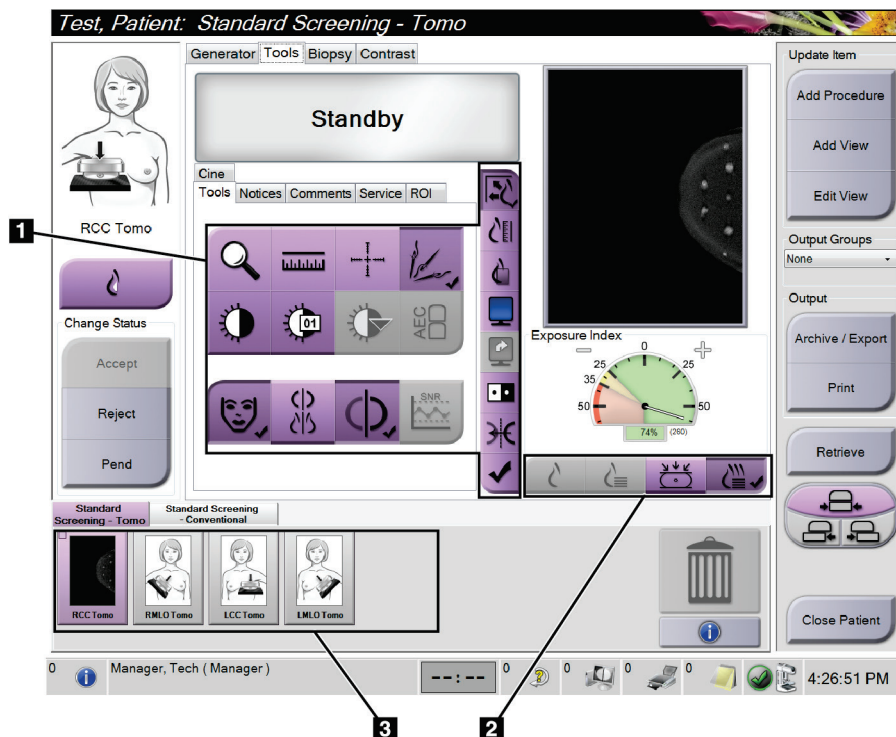 Test, Patient: Standard Screening - Tomo
Generator Tools Biopsy Contrast
Standby
Cine
Tools Notices Comments Service ROI
RCC Tomo
1
01
AEC
SNR
Change Status
Accept
Reject
Pend
Exposure Index
0
25 25
35
50 50
74% (260)
Update Item
Add Procedure
Add View
Edit View
Output Groups
None
Output
Archive / Export
Print
Retrieve
Close Patient
Standard
Screening - Tomo
Standard Screening
- Conventional
RCC Tomo
RMLO Tomo
LCC Tomo
LMLO Tomo
0 Manager, Tech ( Manager ) --:-- 0 0 0 0 4:26:51 PM
3
2